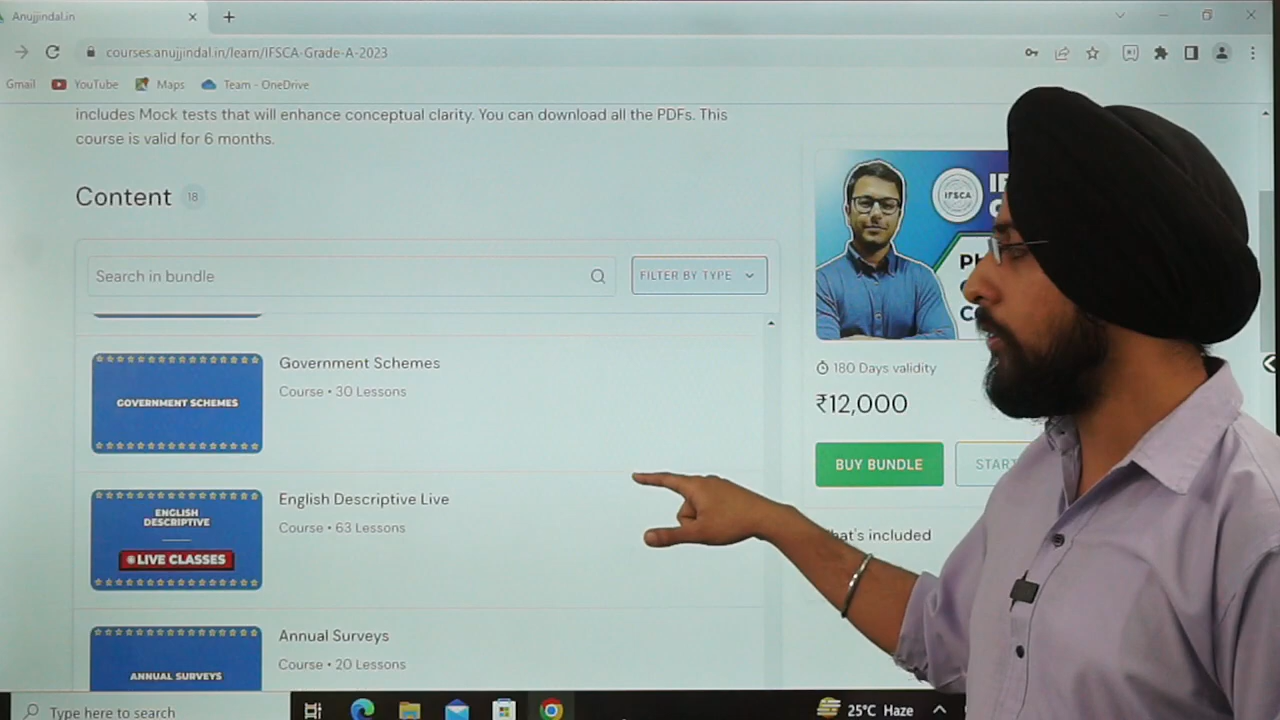 Anujjindal.in
courses.anujjindal.in/learn/IFSCA-Grade-A-2023
Gmail YouTube Maps Team - OneDrive
includes Mock tests that will enhance conceptual clarity. You can download all the PDFs. This
course is valid for 6 months.
Content 18
Search in bundle
FILTER BY TYPE
GOVERNMENT SCHEMES
Government Schemes
Course • 30 Lessons
ENGLISH
DESCRIPTIVE
LIVE CLASSES
English Descriptive Live
Course • 63 Lessons
ANNUAL SURVEYS
Annual Surveys
Course • 20 Lessons
IFSCA
180 Days validity
₹12,000
BUY BUNDLE
START
included
Type here to search
25°C Haze